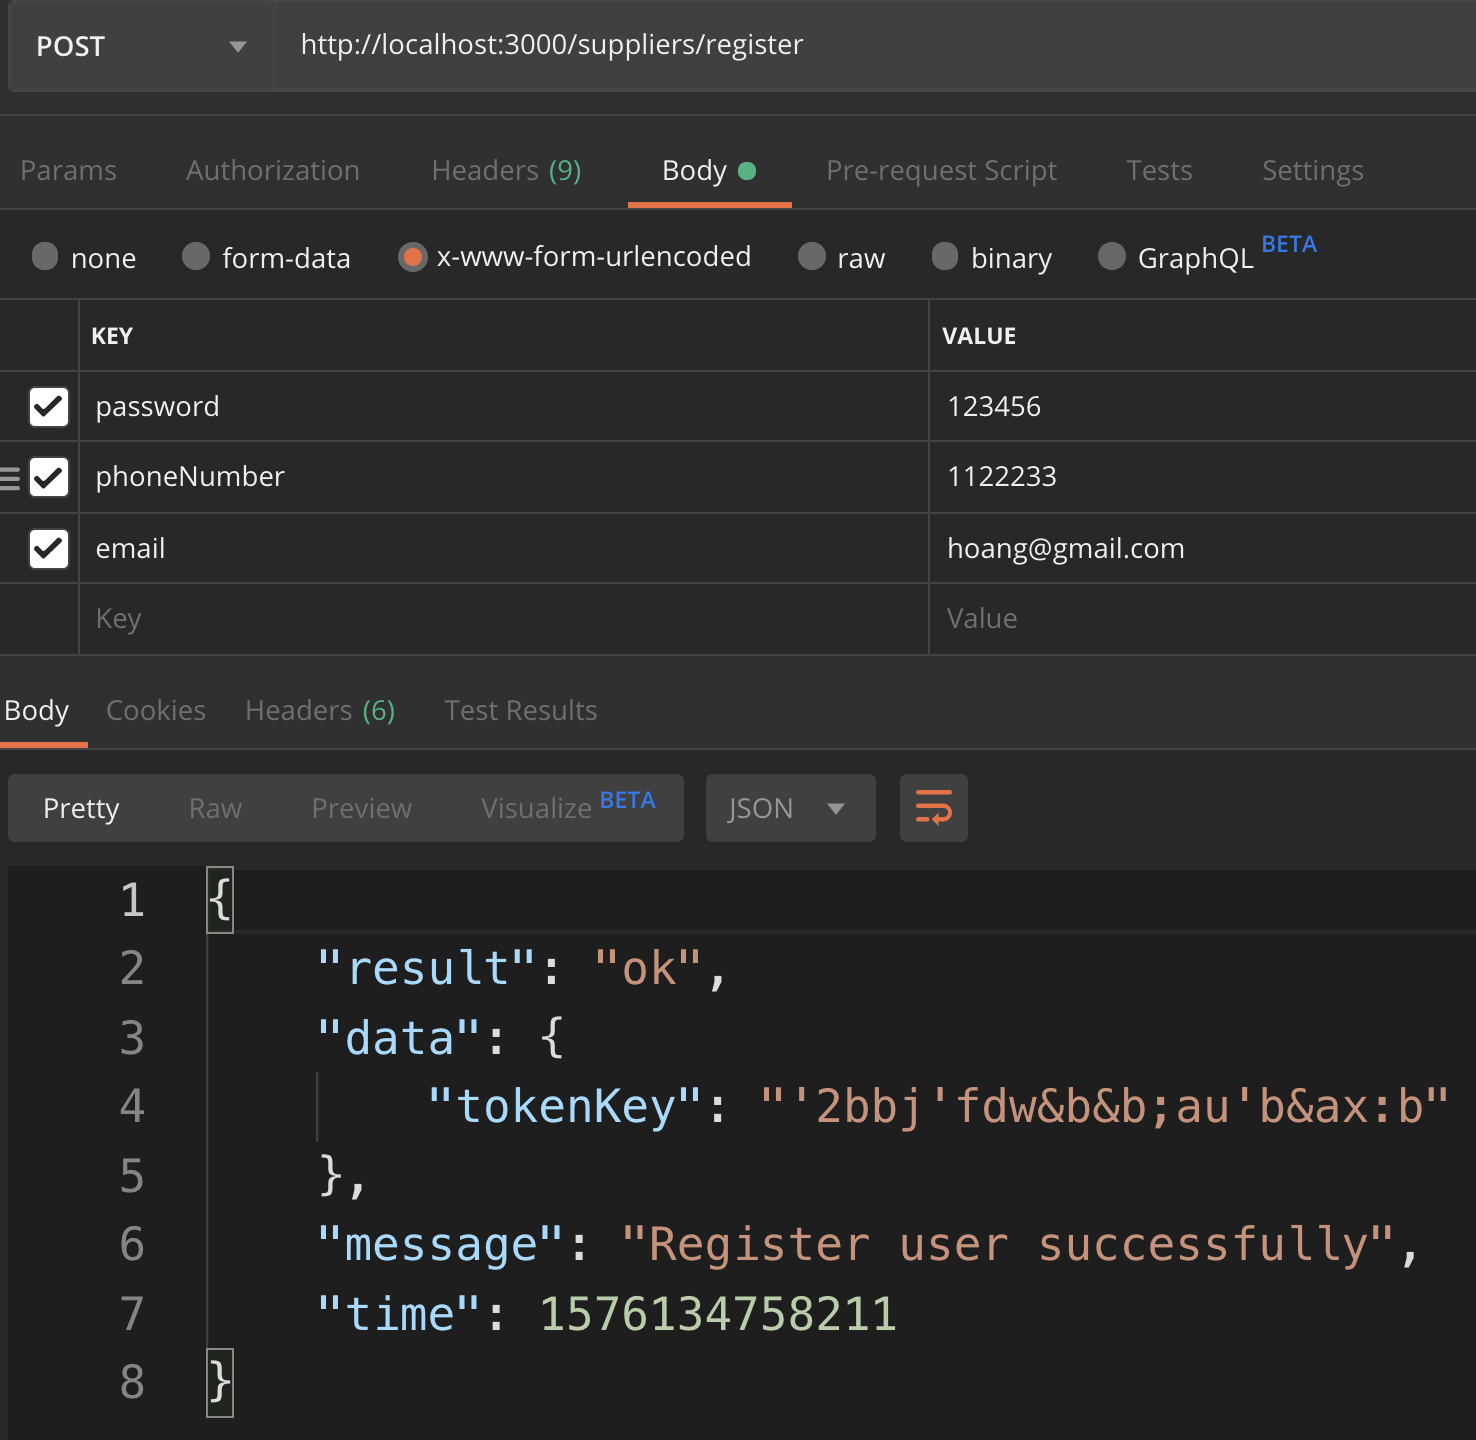 POST http://localhost:3000/suppliers/register
Params Authorization Headers (9) Body Pre-request Script Tests Settings
none form-data x-www-form-urlencoded raw binary GraphQL BETA
KEY VALUE
password 123456
phoneNumber 1122233
email hoang@gmail.com
Key Value
Body Cookies Headers (6) Test Results
Pretty Raw Preview Visualize BETA JSON
1 {
2 "result": "ok",
3 "data": {
4 "tokenKey": "'2bbj'fdw&b&b;au'b&ax:b"
5 },
6 "message": "Register user successfully",
7 "time": 1576134758211
8 }